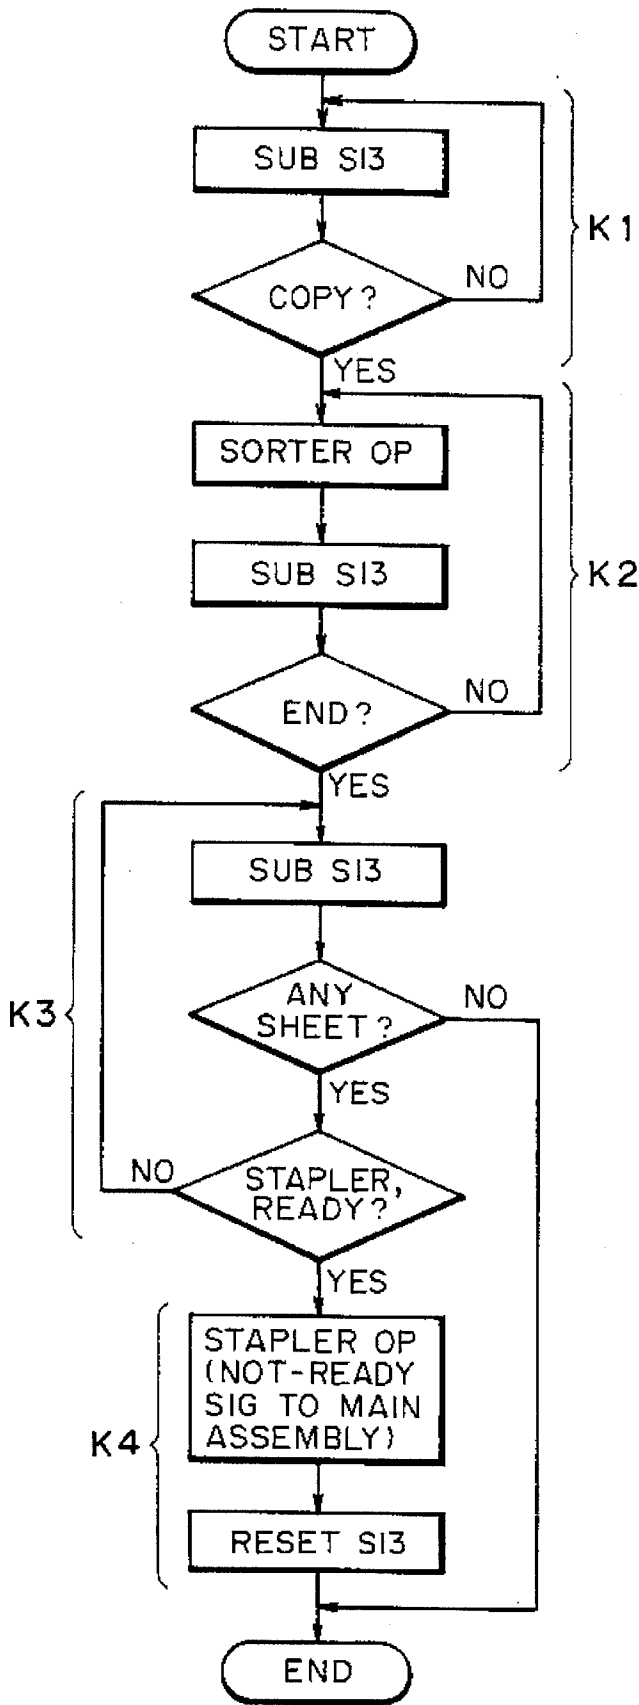 START
SUB S13
K1
COPY?
NO
YES
SORTER OP
SUB S13
K2
END?
NO
YES
SUB S13
K3
ANY
SHEET?
NO
YES
STAPLER,
READY?
NO
YES
STAPLER OP
(NOT-READY
SIG TO MAIN
ASSEMBLY)
K4
RESET S13
END